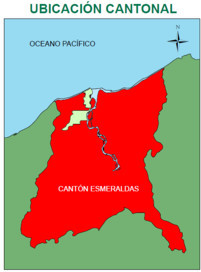 UBICACIÓN CANTONAL
N
OCEANO PACÍFICO
CANTÓN ESMERALDAS